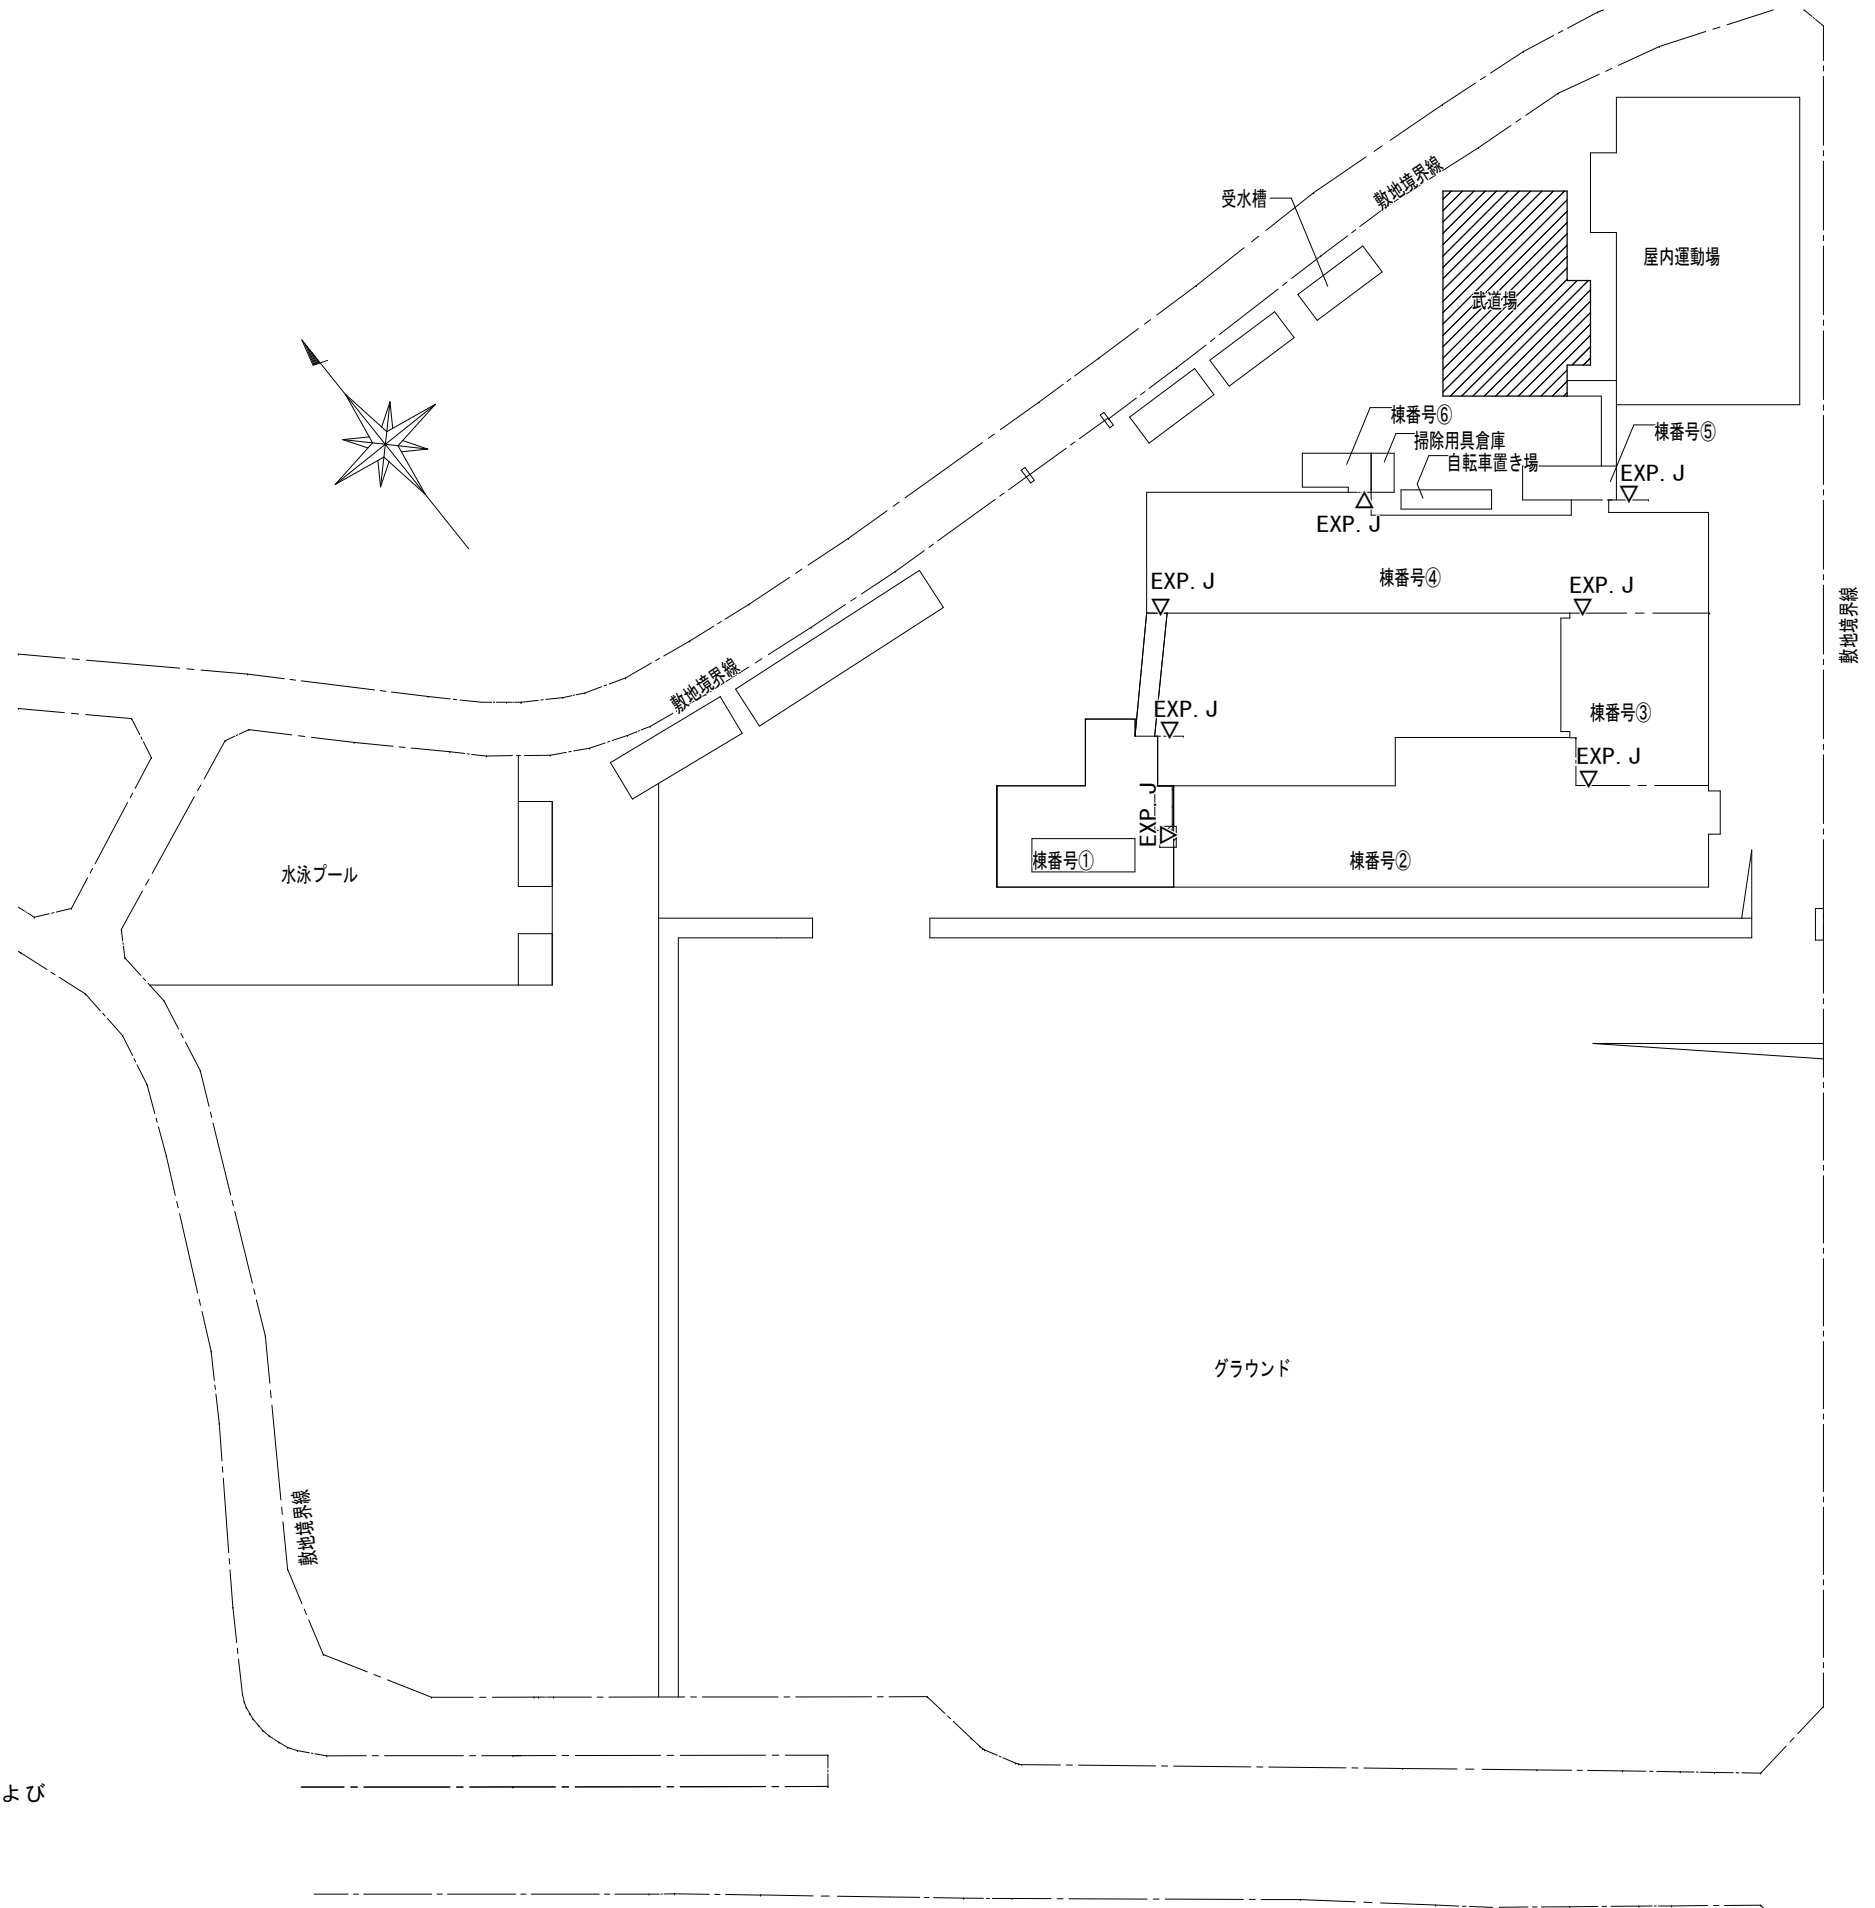 敷地境界線
受水槽
屋内運動場
武道場
棟番号⑥
棟番号⑤
掃除用具倉庫
自転車置き場
EXP. J
EXP. J
棟番号④
EXP. J
EXP. J
敷地境界線
敷地境界線
EXP. J
棟番号③
EXP. J
EXP. J
棟番号①
棟番号②
水泳プール
グラウンド
敷地境界線
よび